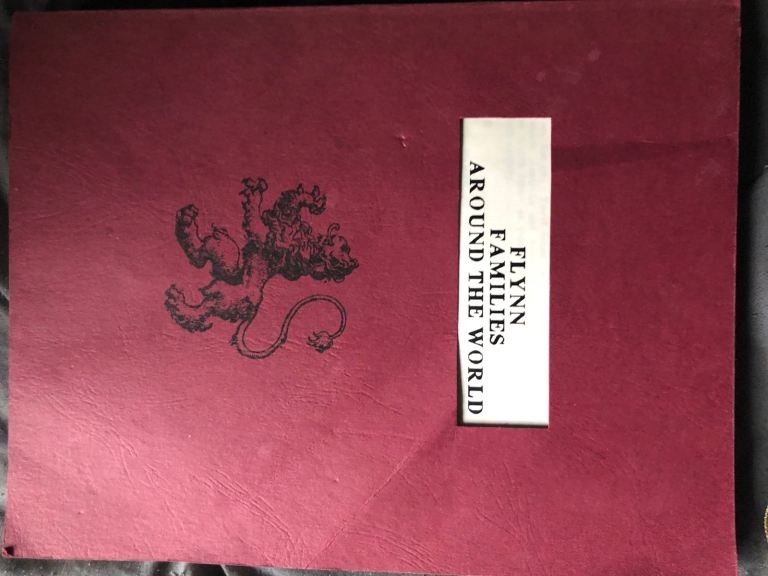 FLYNN
FAMILIES
AROUND THE WORLD